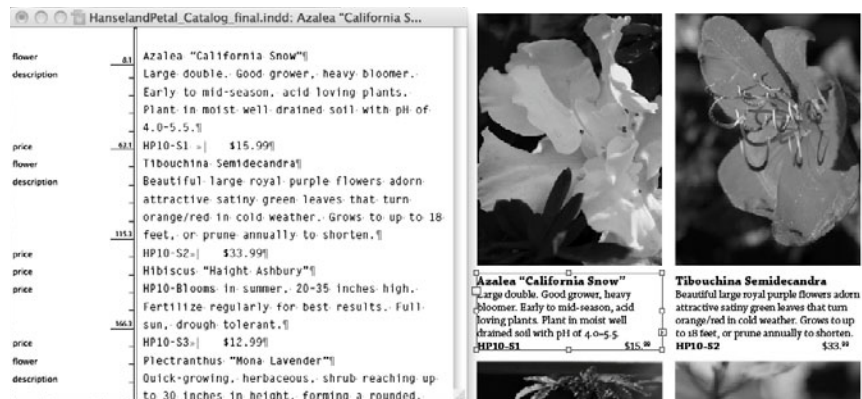 HanselandPetal_Catalog_final.indd: Azalea "California S...
flower 8.1 Azalea "California Snow"¶
description Large double. Good grower, heavy bloomer.
Early to mid-season, acid loving plants.
Plant in moist well drained soil with pH of
4.0-5.5.¶
price 62.1 HP10-S1 »| $15.99¶
flower Tibouchina Semidecandra¶
description Beautiful large royal purple flowers adorn
attractive satiny green leaves that turn
orange/red in cold weather. Grows to up to 18
115.3 feet, or prune annually to shorten.¶
price HP10-S2»| $33.99¶
price Hibiscus "Haight Ashbury"¶
price HP10-Blooms in summer. 20-35 inches high.
Fertilize regularly for best results. Full
166.3 sun, drough tolerant.¶
price HP10-S3»| $12.99¶
flower Plectranthus "Mona Lavender"¶
description Quick-growing, herbaceous, shrub reaching up
to 30 inches in height, forming a rounded,
Azalea "California Snow"
Large double. Good grower, heavy
bloomer. Early to mid-season, acid
loving plants. Plant in moist well
drained soil with pH of 4.0–5.5.
HP10-S1 $15.99
Tibouchina Semidecandra
Beautiful large royal purple flowers adorn
attractive satiny green leaves that turn
orange/red in cold weather. Grows to up
to 18 feet, or prune annually to shorten.
HP10-S2 $33.99